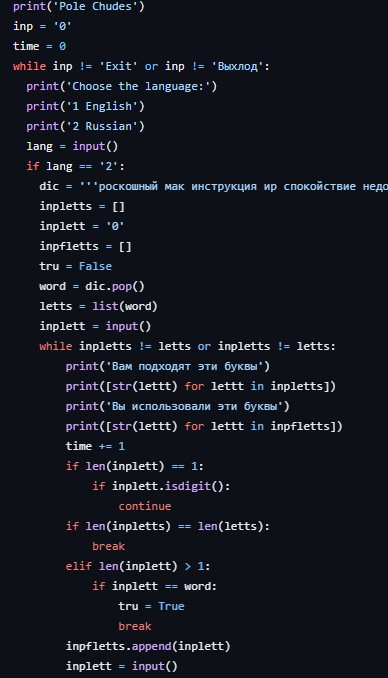 print('Pole Chudes')
inp = '0'
time = 0
while inp != 'Exit' or inp != 'Выхлод':
  print('Choose the language:')
  print('1 English')
  print('2 Russian')
  lang = input()
  if lang == '2':
    dic = '''роскошный мак инструкция ир спокойствие недо
    inpletts = []
    inplett = '0'
    inpfletts = []
    tru = False
    word = dic.pop()
    letts = list(word)
    inplett = input()
    while inpletts != letts or inpletts != letts:
        print('Вам подходят эти буквы')
        print([str(lettt) for lettt in inpletts])
        print('Вы использовали эти буквы')
        print([str(lettt) for lettt in inpfletts])
        time += 1
        if len(inplett) == 1:
            if inplett.isdigit():
                continue
        if len(inpletts) == len(letts):
            break
        elif len(inplett) > 1:
            if inplett == word:
                tru = True
                break
        inpfletts.append(inplett)
        inplett = input()